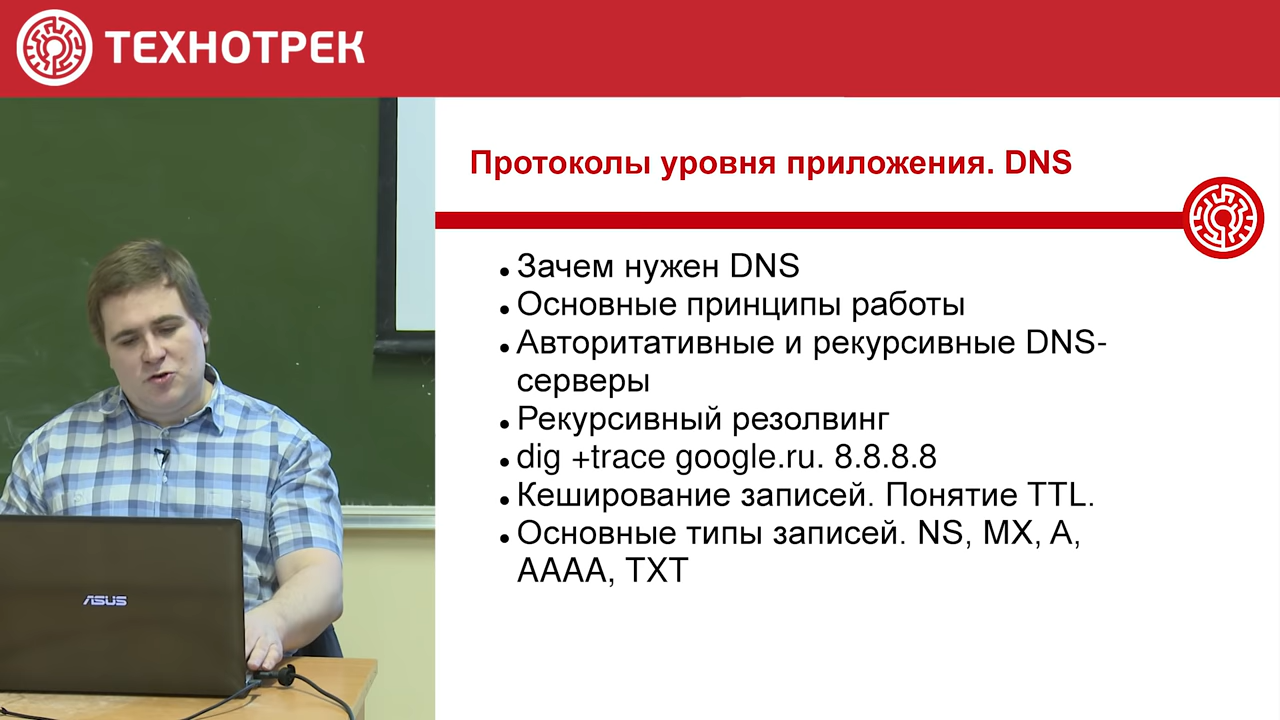 ТЕХНОТРЕК
Протоколы уровня приложения. DNS
Зачем нужен DNS
Основные принципы работы
Авторитативные и рекурсивные DNS-
серверы
Рекурсивный резолвинг
dig +trace google.ru. 8.8.8.8
Кеширование записей. Понятие TTL.
Основные типы записей. NS, MX, A,
AAAA, TXT
ASUS